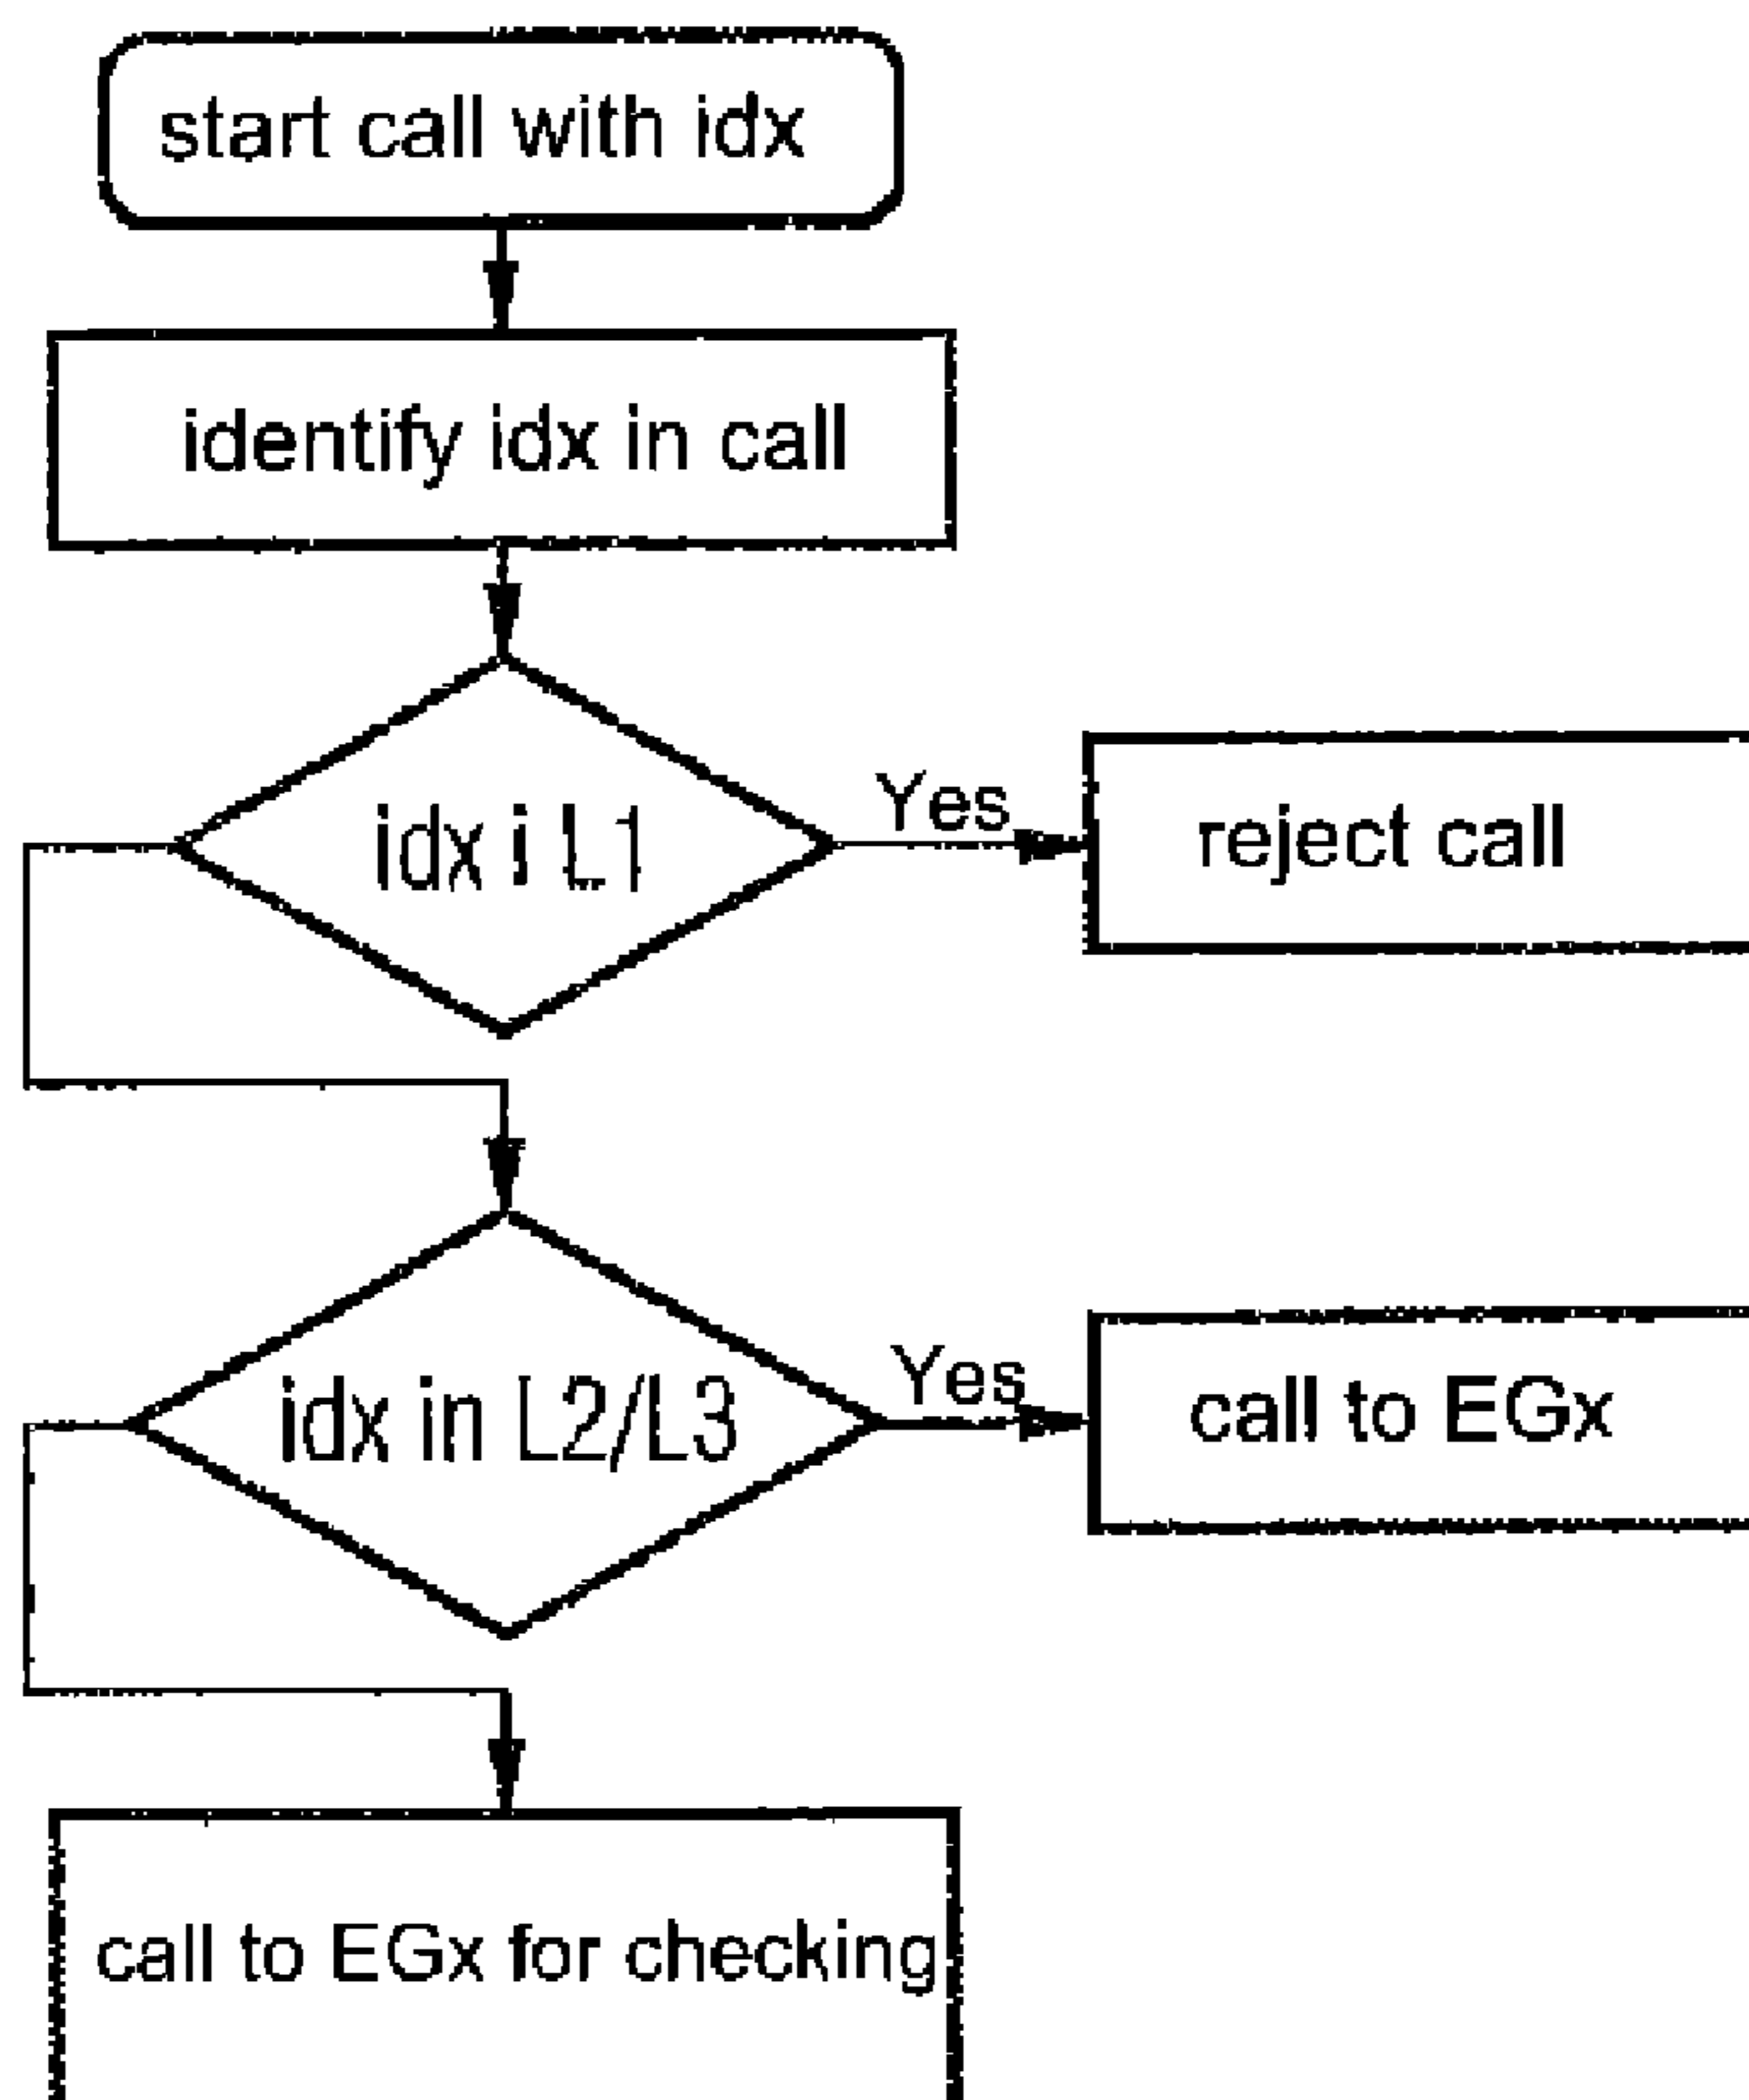 start call with idx
identify idx in call
idx i L1
Yes
reject call
idx in L2/L3
Yes
call to EGx
call to EGx for checking